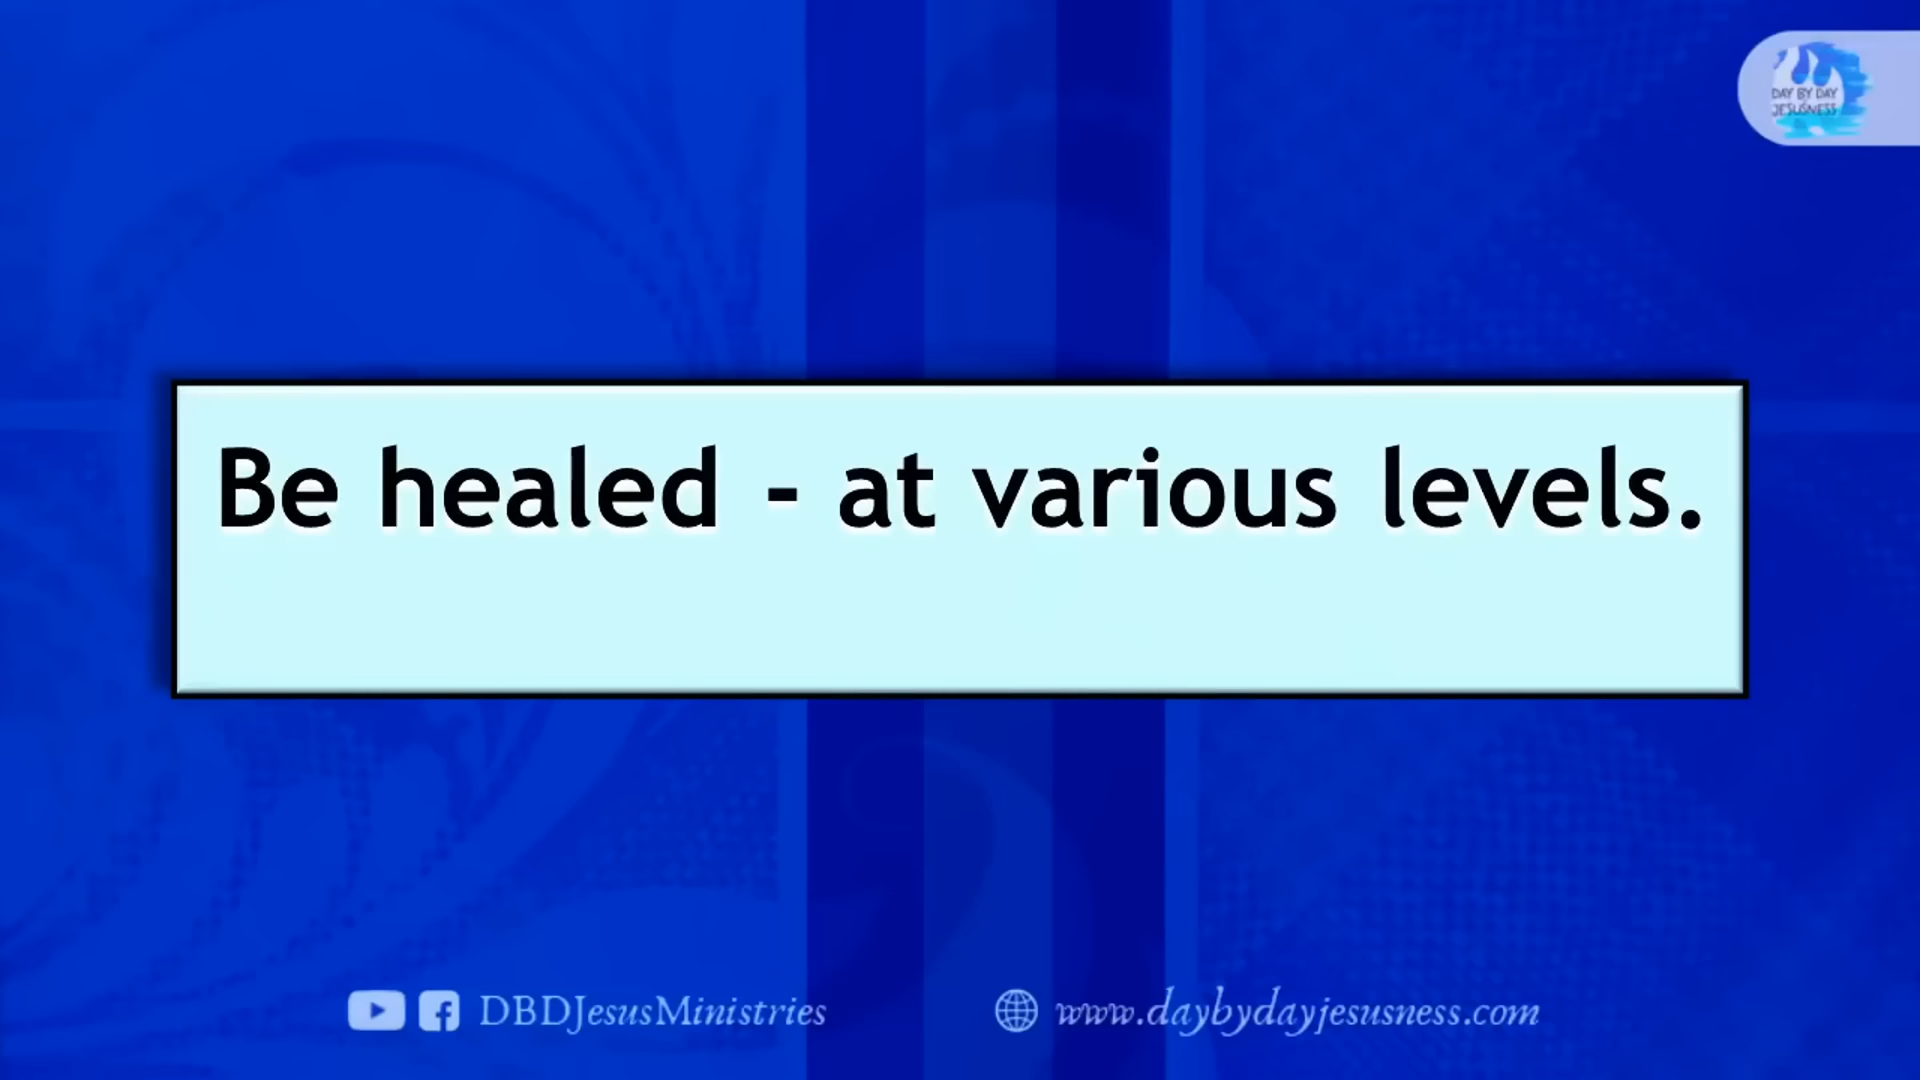 DAY BY DAY
JESUSNESS
Be healed - at various levels.
DBDJesusMinistries
www.daybydayjesusness.com